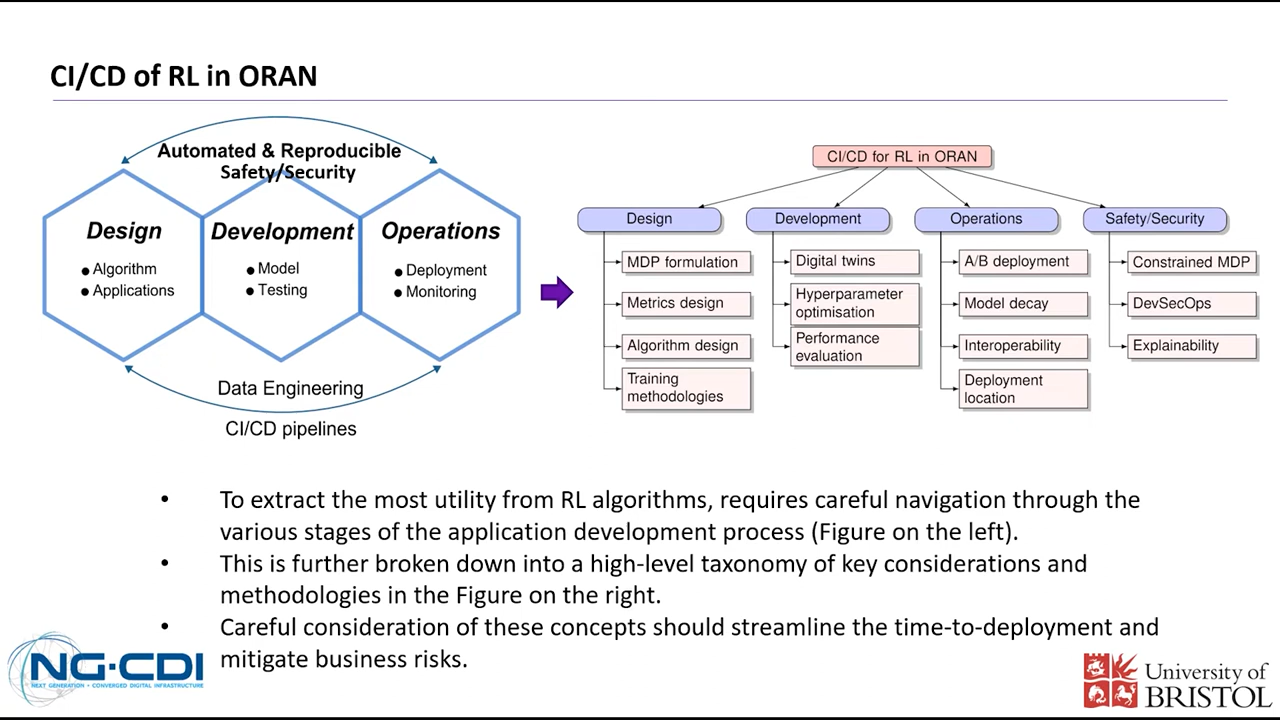 CI/CD of RL in ORAN
Automated & Reproducible
Safety/Security
Design
• Algorithm
• Applications
Development
• Model
• Testing
Operations
• Deployment
• Monitoring
Data Engineering
CI/CD pipelines
CI/CD for RL in ORAN
Design
MDP formulation
Metrics design
Algorithm design
Training
methodologies
Development
Digital twins
Hyperparameter
optimisation
Performance
evaluation
Operations
A/B deployment
Model decay
Interoperability
Deployment
location
Safety/Security
Constrained MDP
DevSecOps
Explainability
• To extract the most utility from RL algorithms, requires careful navigation through the
various stages of the application development process (Figure on the left).
• This is further broken down into a high-level taxonomy of key considerations and
methodologies in the Figure on the right.
• Careful consideration of these concepts should streamline the time-to-deployment and
mitigate business risks.
NG·CDI
NEXT GENERATION · CONVERGED DIGITAL INFRASTRUCTURE
University of
BRISTOL